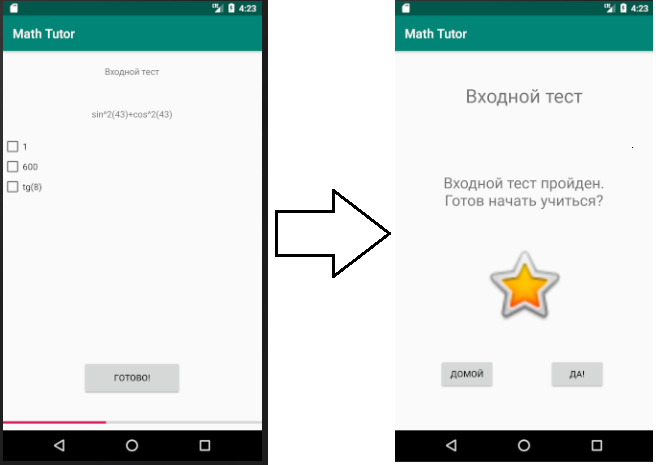 4:23
Math Tutor
Входной тест
sin^2(43)+cos^2(43)
1
600
tg(8)
ГОТОВО!
4:23
Math Tutor
Входной тест
Входной тест пройден.
Готов начать учиться?
ДОМОЙ
ДА!